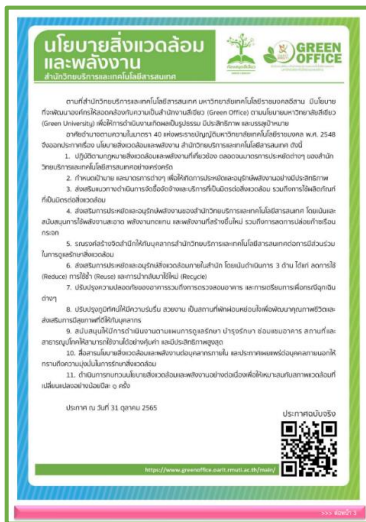 นโยบายสิ่งแวดล้อม
และพลังงาน
สำนักวิทยบริการและเทคโนโลยีสารสนเทศ
GREEN
OFFICE
ตามที่สำนักวิทยบริการและเทคโนโลยีสารสนเทศ มหาวิทยาลัยเทคโนโลยีราชมงคลอีสาน มีนโยบาย
ที่จะพัฒนาองค์กรให้สอดคล้องกับความเป็นสำนักงานสีเขียว (Green Office) ตามนโยบายมหาวิทยาลัยสีเขียว
(Green University) เพื่อให้การดำเนินงานเกิดผลเป็นรูปธรรม มีประสิทธิภาพ และบรรลุเป้าหมาย
อาศัยอำนาจตามความในมาตรา 40 แห่งพระราชบัญญัติมหาวิทยาลัยเทคโนโลยีราชมงคล พ.ศ. 2548
จึงออกประกาศเรื่อง นโยบายสิ่งแวดล้อมและพลังงาน สำนักวิทยบริการและเทคโนโลยีสารสนเทศ ดังนี้
1. ปฏิบัติตามกฎหมายสิ่งแวดล้อมและพลังงานที่เกี่ยวข้อง ตลอดจนมาตรการประหยัดต่างๆ ของสำนัก
วิทยบริการและเทคโนโลยีสารสนเทศอย่างเคร่งครัด
2. กำหนดเป้าหมาย และมาตรการต่างๆ เพื่อให้เกิดการประหยัดและอนุรักษ์พลังงานอย่างมีประสิทธิภาพ
3. ส่งเสริมแนวทางดำเนินการจัดซื้อจัดจ้างและบริการที่เป็นมิตรต่อสิ่งแวดล้อม รวมถึงการใช้ผลิตภัณฑ์
ที่เป็นมิตรต่อสิ่งแวดล้อม
4. ส่งเสริมการประหยัดและอนุรักษ์พลังงานของสำนักวิทยบริการและเทคโนโลยีสารสนเทศ โดยเน้นและ
สนับสนุนการใช้พลังงานสะอาด พลังงานทดแทน และพลังงานที่สร้างขึ้นใหม่ รวมถึงการลดการปล่อยก๊าซเรือน
กระจก
5. รณรงค์สร้างจิตสำนึกให้กับบุคลากรสำนักวิทยบริการและเทคโนโลยีสารสนเทศต่อการมีส่วนร่วม
ในการดูแลรักษาสิ่งแวดล้อม
6. ส่งเสริมการประหยัดและอนุรักษ์สิ่งแวดล้อมภายในสำนัก โดยเน้นดำเนินการ 3 ด้าน ได้แก่ ลดการใช้
(Reduce) การใช้ซ้ำ (Reuse) และการนำกลับมาใช้ใหม่ (Recycle)
7. ปรับปรุงความปลอดภัยของอาคารรวมถึงการตรวจสอบอาคาร และการเตรียมการเพื่อกรณีฉุกเฉิน
ต่างๆ
8. ปรับปรุงภูมิทัศน์ให้มีความร่มรื่น สวยงาม เป็นสถานที่พักผ่อนหย่อนใจเพื่อพัฒนาคุณภาพชีวิตและ
ส่งเสริมการมีสุขภาพที่ดีให้กับบุคลากร
9. สนับสนุนให้มีการดำเนินงานตามแผนการดูแลรักษา บำรุงรักษา ซ่อมแซมอาคาร สถานที่และ
สาธารณูปโภคให้สามารถใช้งานได้อย่างคุ้มค่า และมีประสิทธิภาพสูงสุด
10. สื่อสารนโยบายสิ่งแวดล้อมและพลังงานต่อบุคลากรภายใน และประกาศเผยแพร่ต่อบุคคลภายนอกให้
ทราบถึงความมุ่งมั่นในการรักษาสิ่งแวดล้อม
11. ดำเนินการทบทวนนโยบายสิ่งแวดล้อมและพลังงานอย่างต่อเนื่องเพื่อให้เหมาะสมกับสภาพแวดล้อมที่
เปลี่ยนแปลงอย่างน้อยปีละ ๑ ครั้ง
ประกาศ ณ วันที่ 31 ตุลาคม 2565
ประกาศฉบับจริง
https://www.greenoffice.oarit.rmuti.ac.th/main/
>>> ต่อหน้า 3